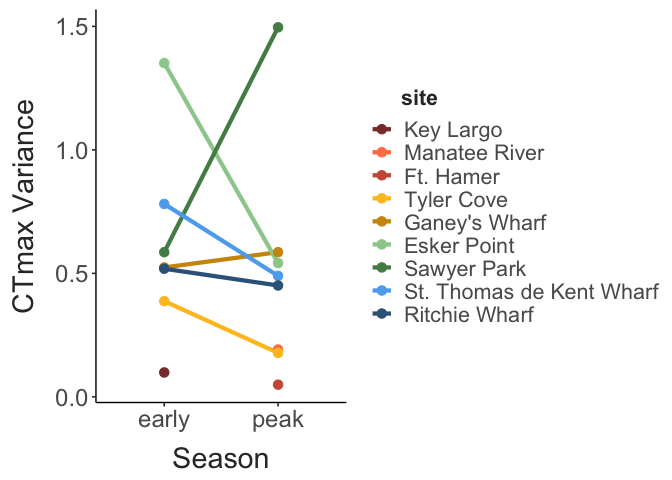 1.5
1.0
0.5
0.0
CTmax Variance
early
peak
Season
site
Key Largo
Manatee River
Ft. Hamer
Tyler Cove
Ganey's Wharf
Esker Point
Sawyer Park
St. Thomas de Kent Wharf
Ritchie Wharf